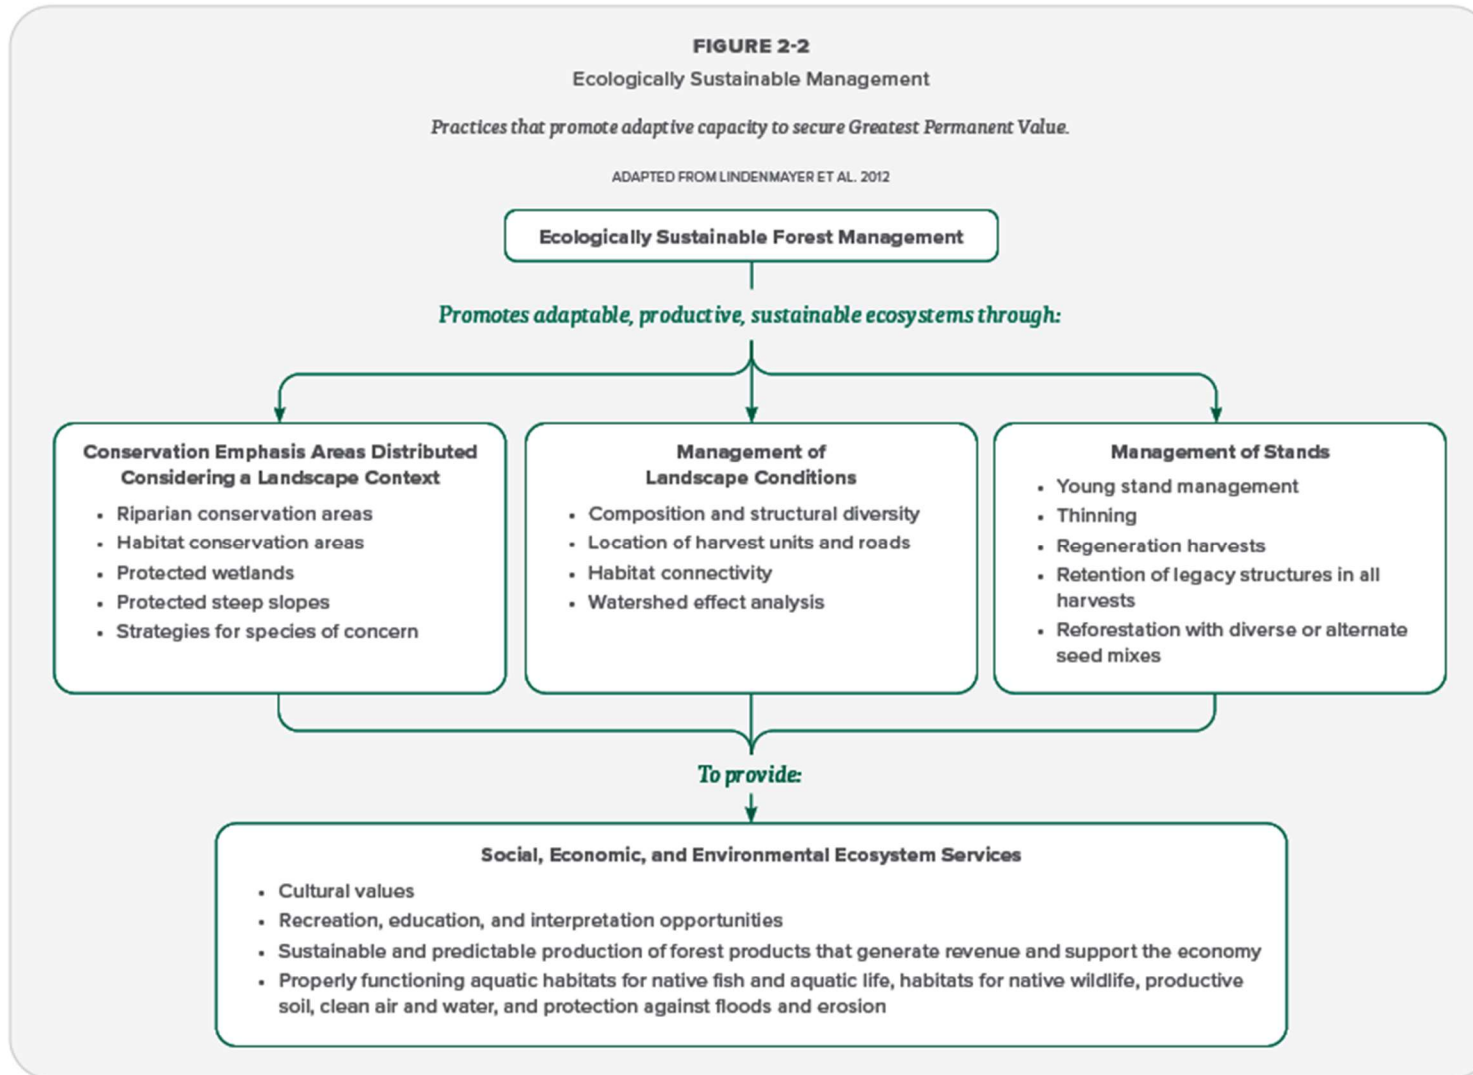 FIGURE 2-2
Ecologically Sustainable Management
Practices that promote adaptive capacity to secure Greatest Permanent Value.
ADAPTED FROM LINDENMAYER ET AL. 2012
Ecologically Sustainable Forest Management
Promotes adaptable, productive, sustainable ecosystems through:
Conservation Emphasis Areas Distributed
Considering a Landscape Context
• Riparian conservation areas
• Habitat conservation areas
• Protected wetlands
• Protected steep slopes
• Strategies for species of concern
Management of
Landscape Conditions
• Composition and structural diversity
• Location of harvest units and roads
• Habitat connectivity
• Watershed effect analysis
Management of Stands
• Young stand management
• Thinning
• Regeneration harvests
• Retention of legacy structures in all
harvests
• Reforestation with diverse or alternate
seed mixes
To provide:
Social, Economic, and Environmental Ecosystem Services
• Cultural values
• Recreation, education, and interpretation opportunities
• Sustainable and predictable production of forest products that generate revenue and support the economy
• Properly functioning aquatic habitats for native fish and aquatic life, habitats for native wildlife, productive
soil, clean air and water, and protection against floods and erosion